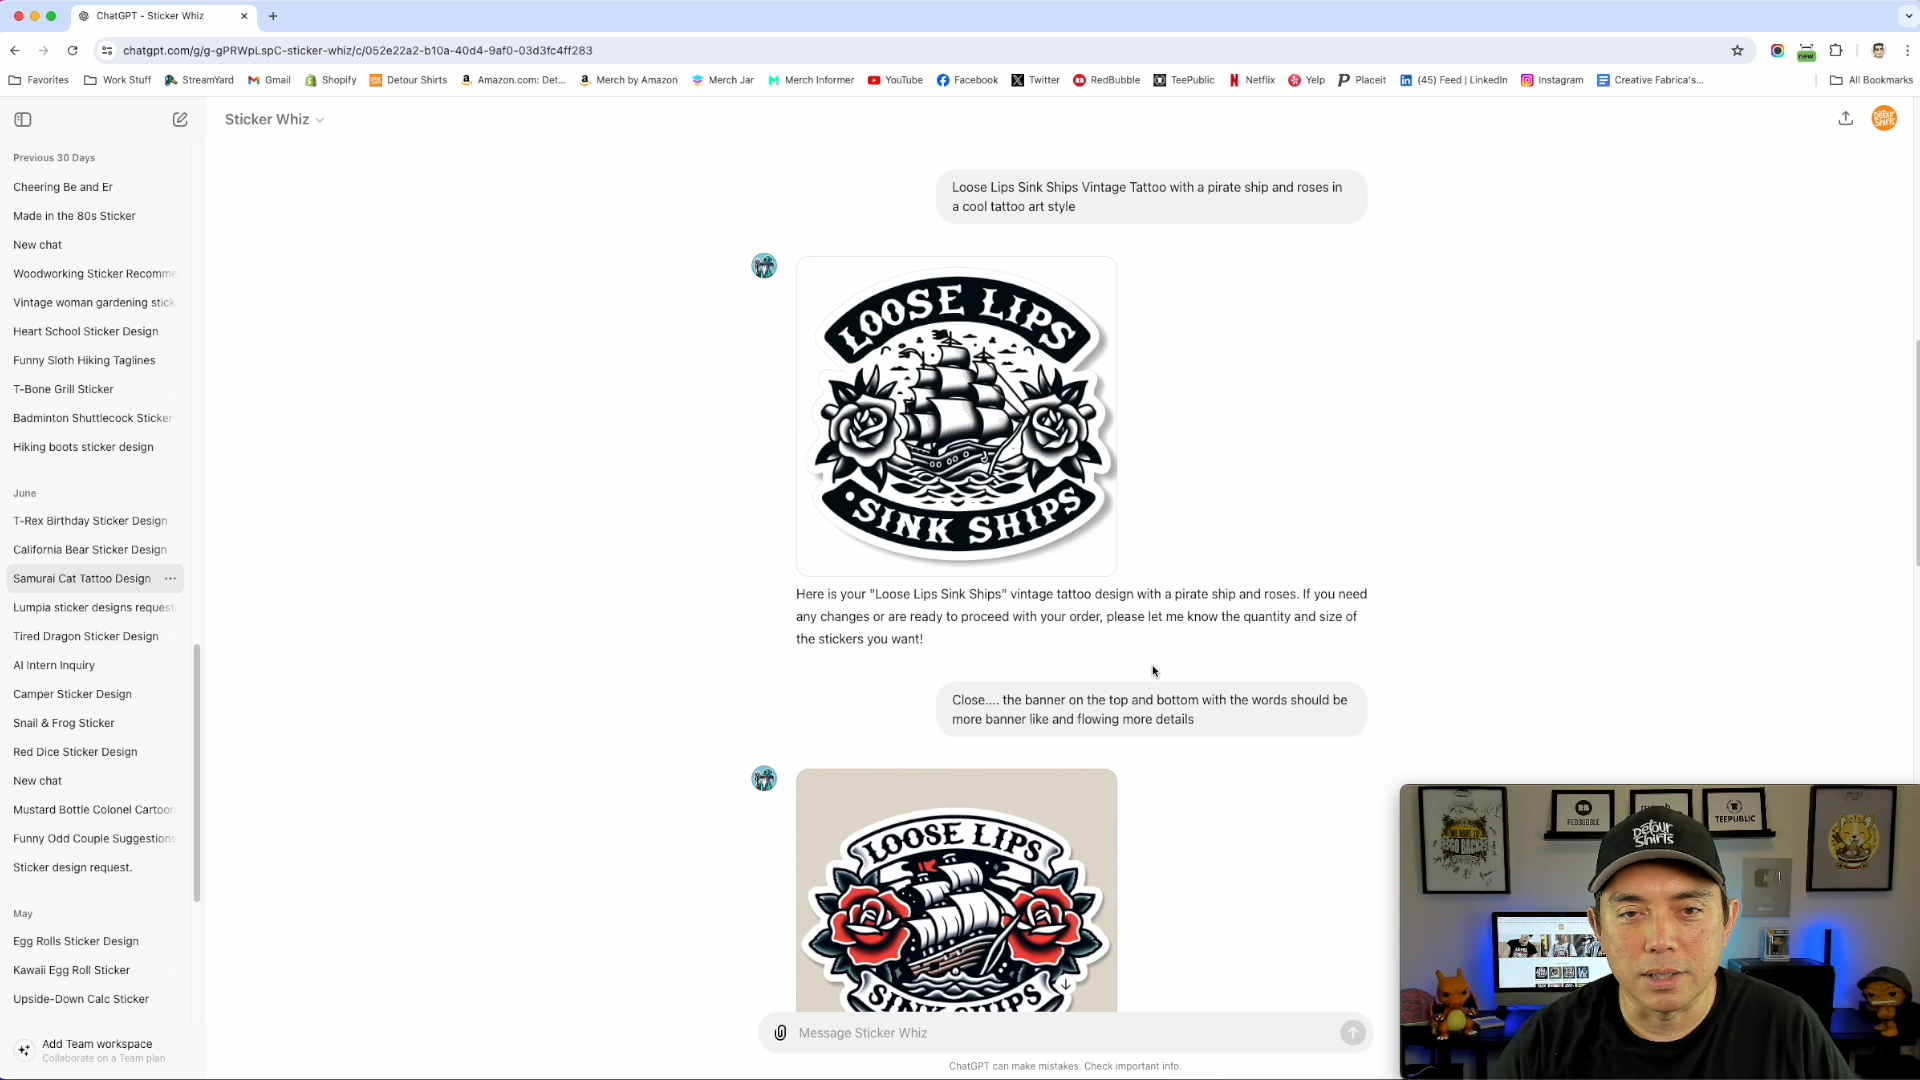 ChatGPT - Sticker Whiz
chatgpt.com/g/g-gPRWpLspC-sticker-whiz/c/052e22a2-b10a-40d4-9af0-03d3fc4ff283
new
Favorites Work Stuff StreamYard Gmail Shopify Detour Shirts Amazon.com: Det... Merch by Amazon Merch Jar Merch Informer YouTube Facebook Twitter RedBubble TeePublic Netflix Yelp Placeit (45) Feed | LinkedIn Instagram Creative Fabrica's... All Bookmarks
Sticker Whiz
Previous 30 Days
Cheering Be and Er
Made in the 80s Sticker
New chat
Woodworking Sticker Recomme
Vintage woman gardening stick
Heart School Sticker Design
Funny Sloth Hiking Taglines
T-Bone Grill Sticker
Badminton Shuttlecock Sticker
Hiking boots sticker design
June
T-Rex Birthday Sticker Design
California Bear Sticker Design
Samurai Cat Tattoo Design
Lumpia sticker designs request
Tired Dragon Sticker Design
AI Intern Inquiry
Camper Sticker Design
Snail & Frog Sticker
Red Dice Sticker Design
New chat
Mustard Bottle Colonel Cartoon
Funny Odd Couple Suggestions
Sticker design request.
May
Egg Rolls Sticker Design
Kawaii Egg Roll Sticker
Upside-Down Calc Sticker
Add Team workspace
Collaborate on a Team plan
Loose Lips Sink Ships Vintage Tattoo with a pirate ship and roses in
a cool tattoo art style
LOOSE LIPS
SINK SHIPS
Here is your "Loose Lips Sink Ships" vintage tattoo design with a pirate ship and roses. If you need
any changes or are ready to proceed with your order, please let me know the quantity and size of
the stickers you want!
Close.... the banner on the top and bottom with the words should be
more banner like and flowing more details
LOOSE LIPS
SINK SHIPS
Message Sticker Whiz
ChatGPT can make mistakes. Check important info.
REDBUBBLE
TEEPUBLIC
DETOUR
SHIRTS